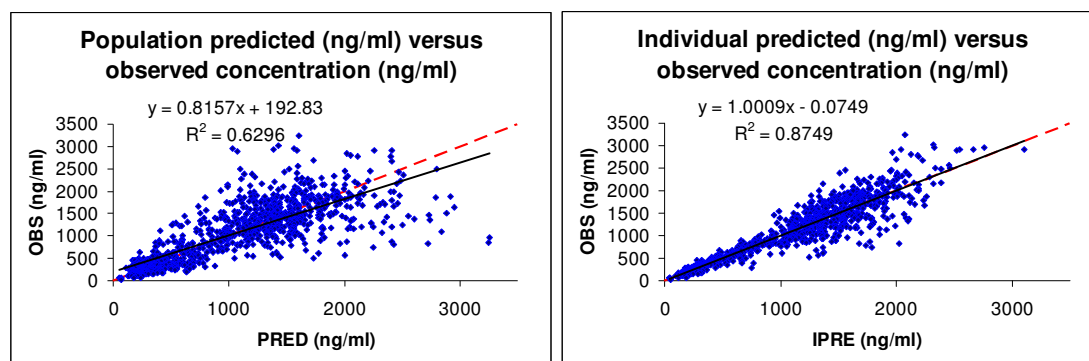 Population predicted (ng/ml) versus
observed concentration (ng/ml)
y = 0.8157x + 192.83
R² = 0.6296
3500
3000
2500
2000
1500
1000
500
0
OBS (ng/ml)
0 1000 2000 3000
PRED (ng/ml)
Individual predicted (ng/ml) versus
observed concentration (ng/ml)
y = 1.0009x - 0.0749
R² = 0.8749
3500
3000
2500
2000
1500
1000
500
0
OBS (ng/ml)
0 1000 2000 3000
IPRE (ng/ml)